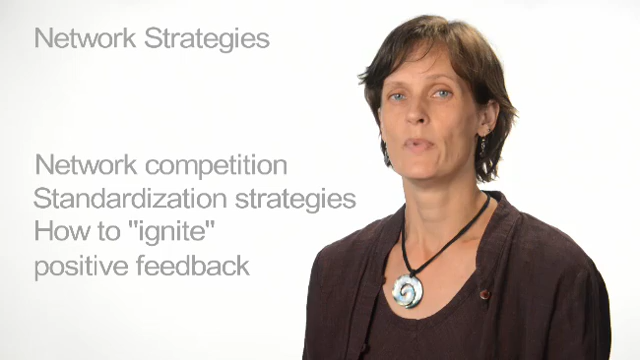 Network Strategies
Network competition
Standardization strategies
How to "ignite"
positive feedback